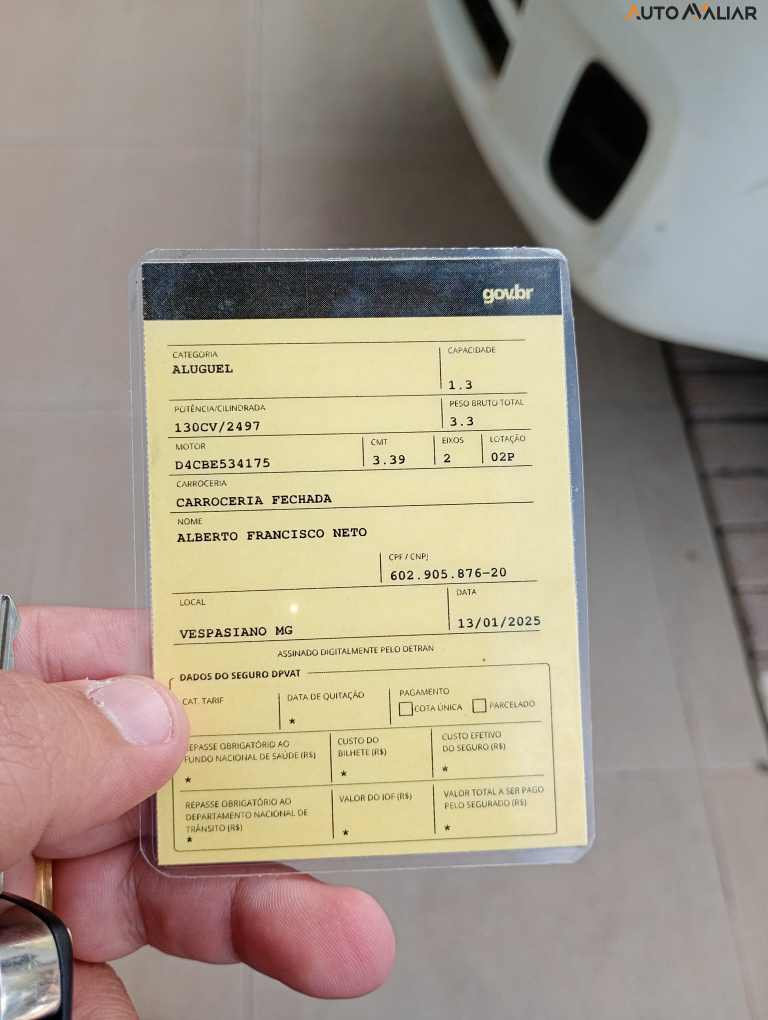 AUTO AVALIAR
gov.br
CATEGORIA
ALUGUEL
CAPACIDADE
1.3
POTÊNCIA/CILINDRADA
130CV/2497
PESO BRUTO TOTAL
3.3
MOTOR
D4CBE534175
CMT
3.39
EIXOS
2
LOTAÇÃO
02P
CARROCERIA
CARROCERIA FECHADA
NOME
ALBERTO FRANCISCO NETO
CPF / CNPJ
602.905.876-20
LOCAL
VESPASIANO MG
DATA
13/01/2025
ASSINADO DIGITALMENTE PELO DETRAN
DADOS DO SEGURO DPVAT
CAT. TARIF
DATA DE QUITAÇÃO
*
PAGAMENTO
COTA ÚNICA
PARCELADO
REPASSE OBRIGATÓRIO AO
FUNDO NACIONAL DE SAÚDE (R$)
*
CUSTO DO
BILHETE (R$)
*
CUSTO EFETIVO
DO SEGURO (R$)
*
REPASSE OBRIGATÓRIO AO
DEPARTAMENTO NACIONAL DE
TRÂNSITO (R$)
*
VALOR DO IOF (R$)
*
VALOR TOTAL A SER PAGO
PELO SEGURADO (R$)
*